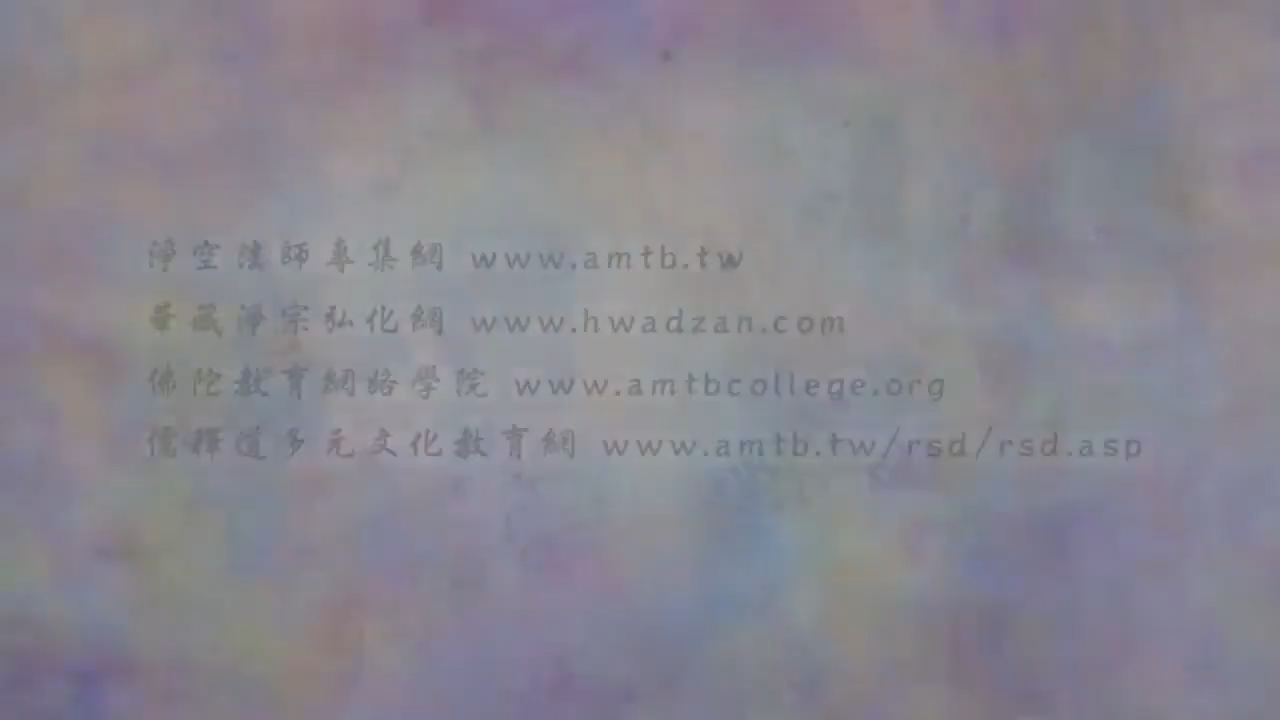 淨空法師專集網 www.amtb.tw
華藏淨宗弘化網 www.hwadzan.com
佛陀教育網路學院 www.amtbcollege.org
儒釋道多元文化教育網 www.amtb.tw/rsd/rsd.asp